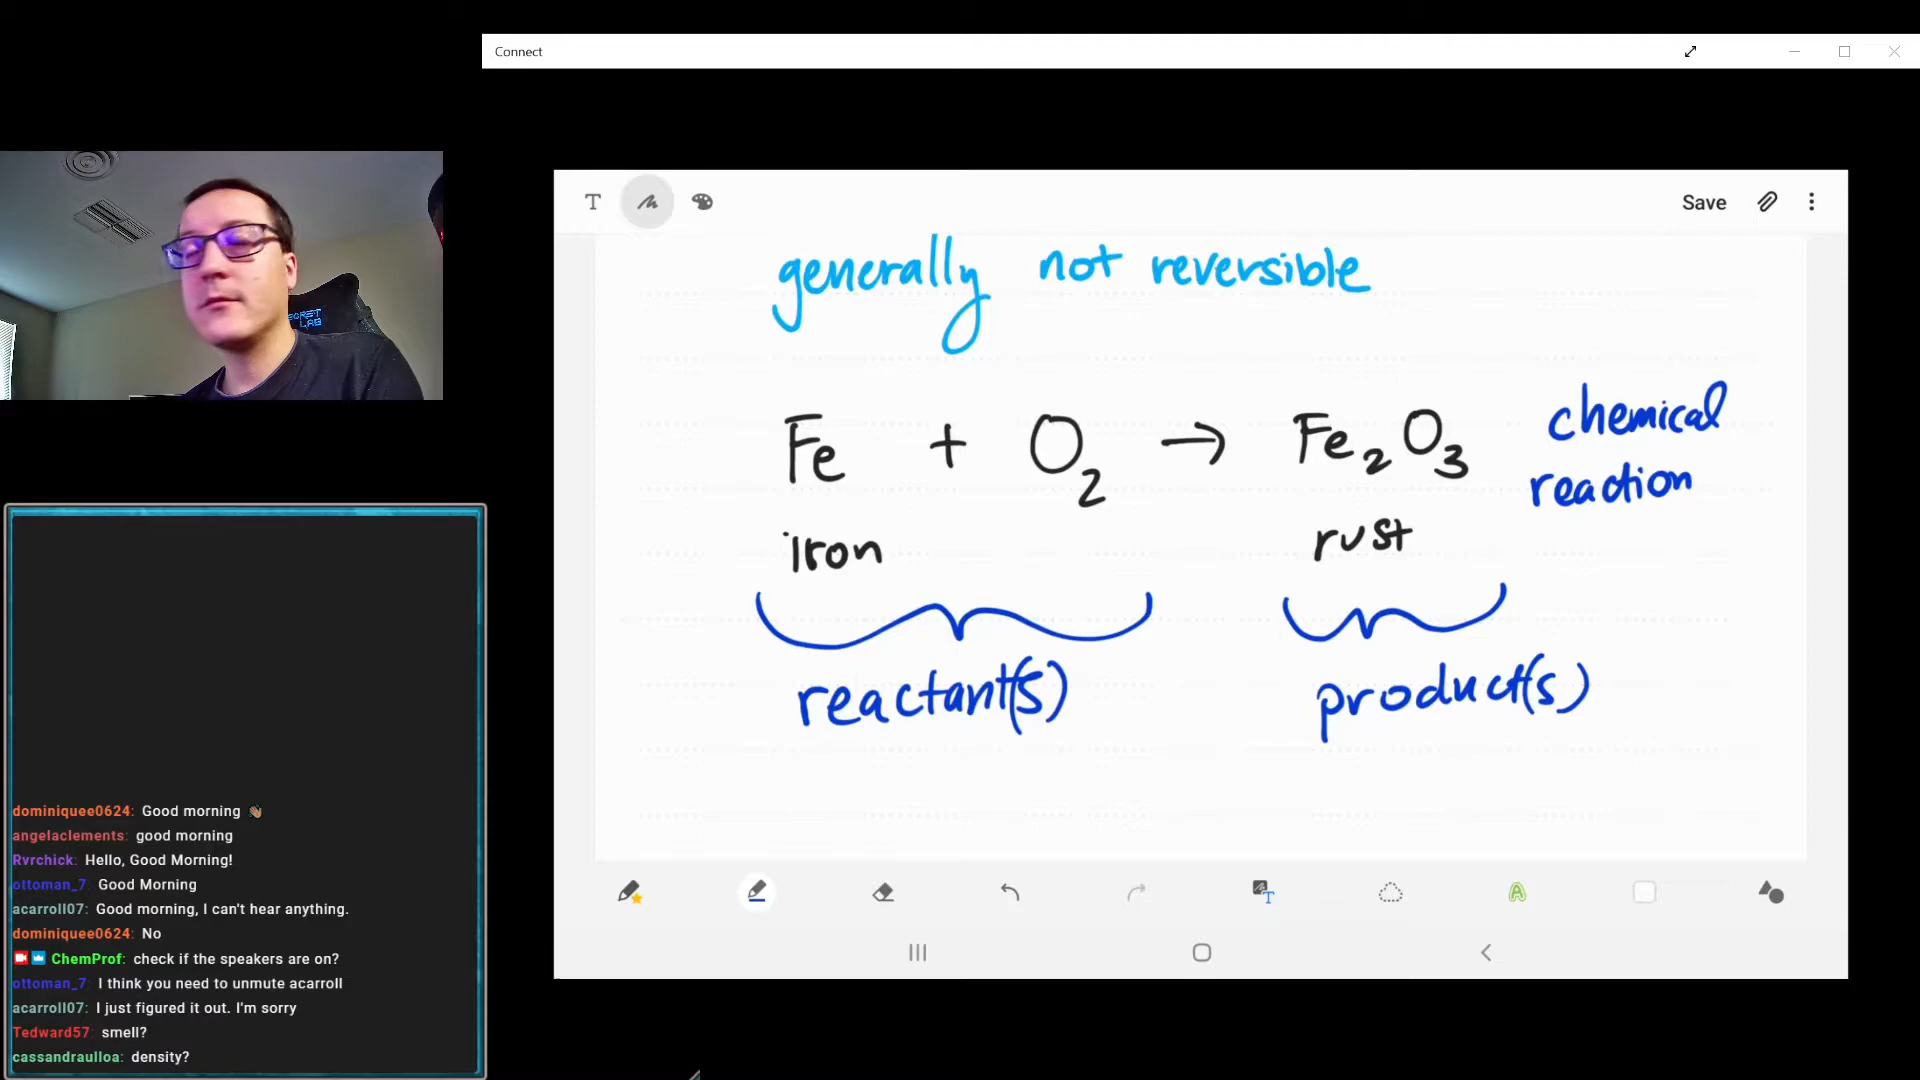 Connect
T
Save
generally not reversible
Fe + O₂ → Fe₂O₃
chemical
reaction
iron
rust
reactant(s)
product(s)
SECRET
LAB
dominiquee0624: Good morning 👋🏾
angelaclements: good morning
Rvrchick: Hello, Good Morning!
ottoman_7: Good Morning
acarroll07: Good morning, I can't hear anything.
dominiquee0624: No
ChemProf: check if the speakers are on?
ottoman_7: I think you need to unmute acarroll
acarroll07: I just figured it out. I'm sorry
Tedward57: smell?
cassandraulloa: density?
T
A